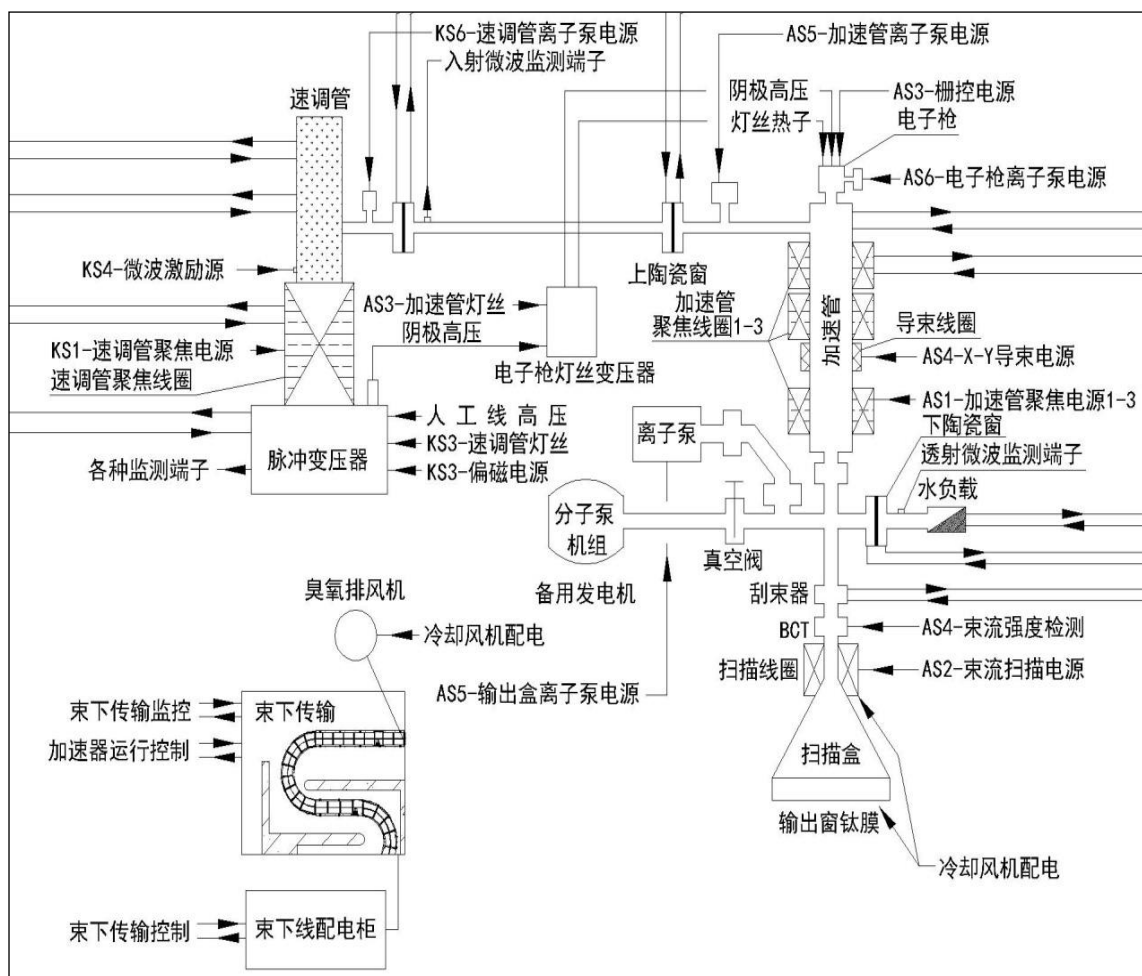 KS6-速调管离子泵电源
入射微波监测端子
AS5-加速管离子泵电源
速调管
阴极高压
灯丝热子
AS3-栅控电源
电子枪
AS6-电子枪离子泵电源
KS4-微波激励源
上陶瓷窗
AS3-加速管灯丝
阴极高压
加速管
聚焦线圈1-3
加速管
导束线圈
KS1-速调管聚焦电源
速调管聚焦线圈
电子枪灯丝变压器
AS4-X-Y导束电源
AS1-加速管聚焦电源1-3
下陶瓷窗
人工线高压
离子泵
透射微波监测端子
脉冲变压器
KS3-速调管灯丝
各种监测端子
KS3-偏磁电源
水负载
分子泵
机组
真空阀
臭氧排风机
备用发电机
刮束器
冷却风机配电
BCT
AS4-束流强度检测
扫描线圈
AS2-束流扫描电源
AS5-输出盒离子泵电源
束下传输监控
束下传输
加速器运行控制
扫描盒
输出窗钛膜
冷却风机配电
束下传输控制
束下线配电柜